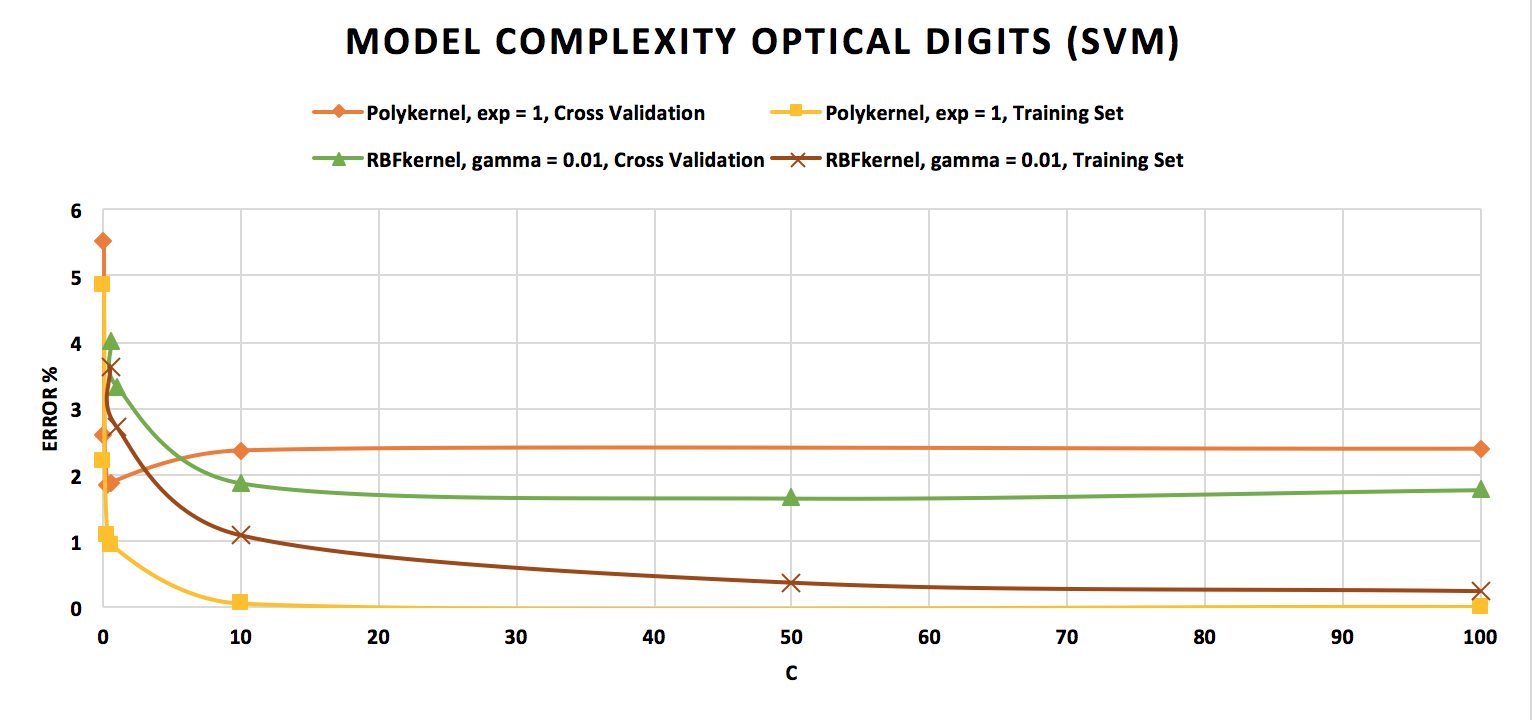 MODEL COMPLEXITY OPTICAL DIGITS (SVM)
Polykernel, exp = 1, Cross Validation
Polykernel, exp = 1, Training Set
RBFkernel, gamma = 0.01, Cross Validation
RBFkernel, gamma = 0.01, Training Set
6
5
4
3
2
1
0
ERROR %
0 10 20 30 40 50 60 70 80 90 100
C